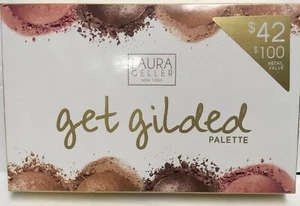 LAURA
GELLER
NEW YORK
$42
$100
RETAIL
VALUE
get gilded
PALETTE